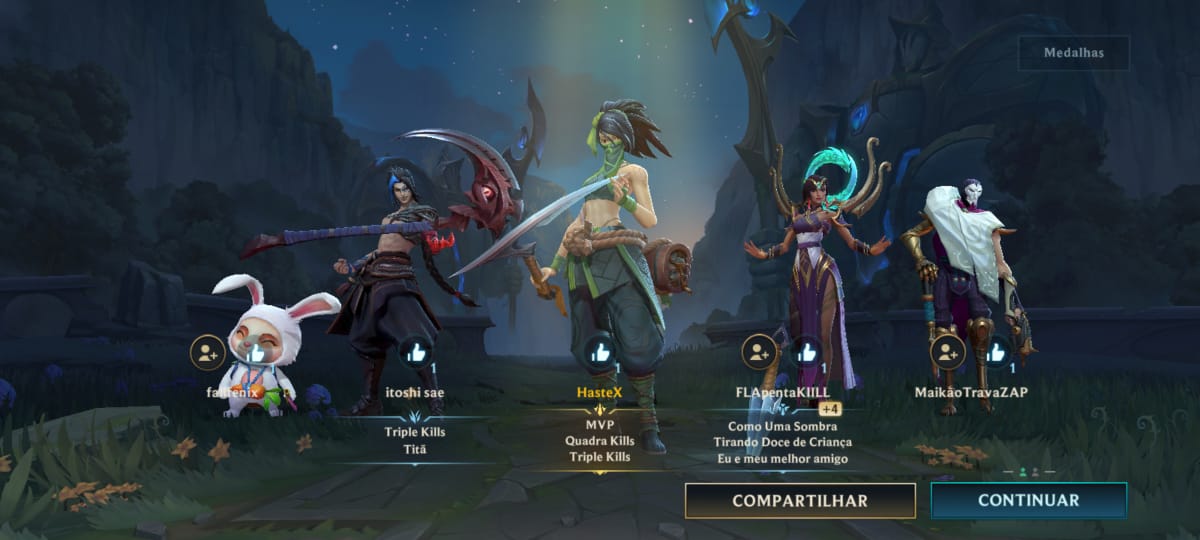 Medalhas
itoshi sae
Triple Kills
Titã
1
HasteX
MVP
Quadra Kills
Triple Kills
1
FLApentaKIILL
+4
Como Uma Sombra
Tirando Doce de Criança
Eu e meu melhor amigo
1
MaikãoTravaZAP
1
COMPARTILHAR
CONTINUAR